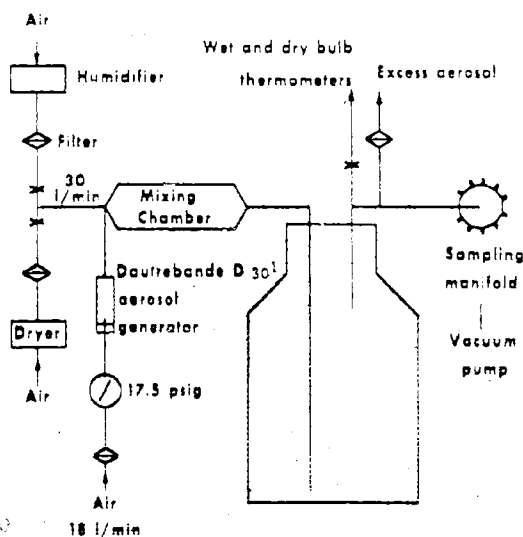 Air
Humidifier
Filter
30
l/min
Mixing
Chamber
Wet and dry bulb
thermometers
Excess aerosol
Dautrebande D 30¹
aerosol
generator
Dryer
Air
17.5 psig
Air
18 l/min
Sampling
manifold
Vacuum
pump